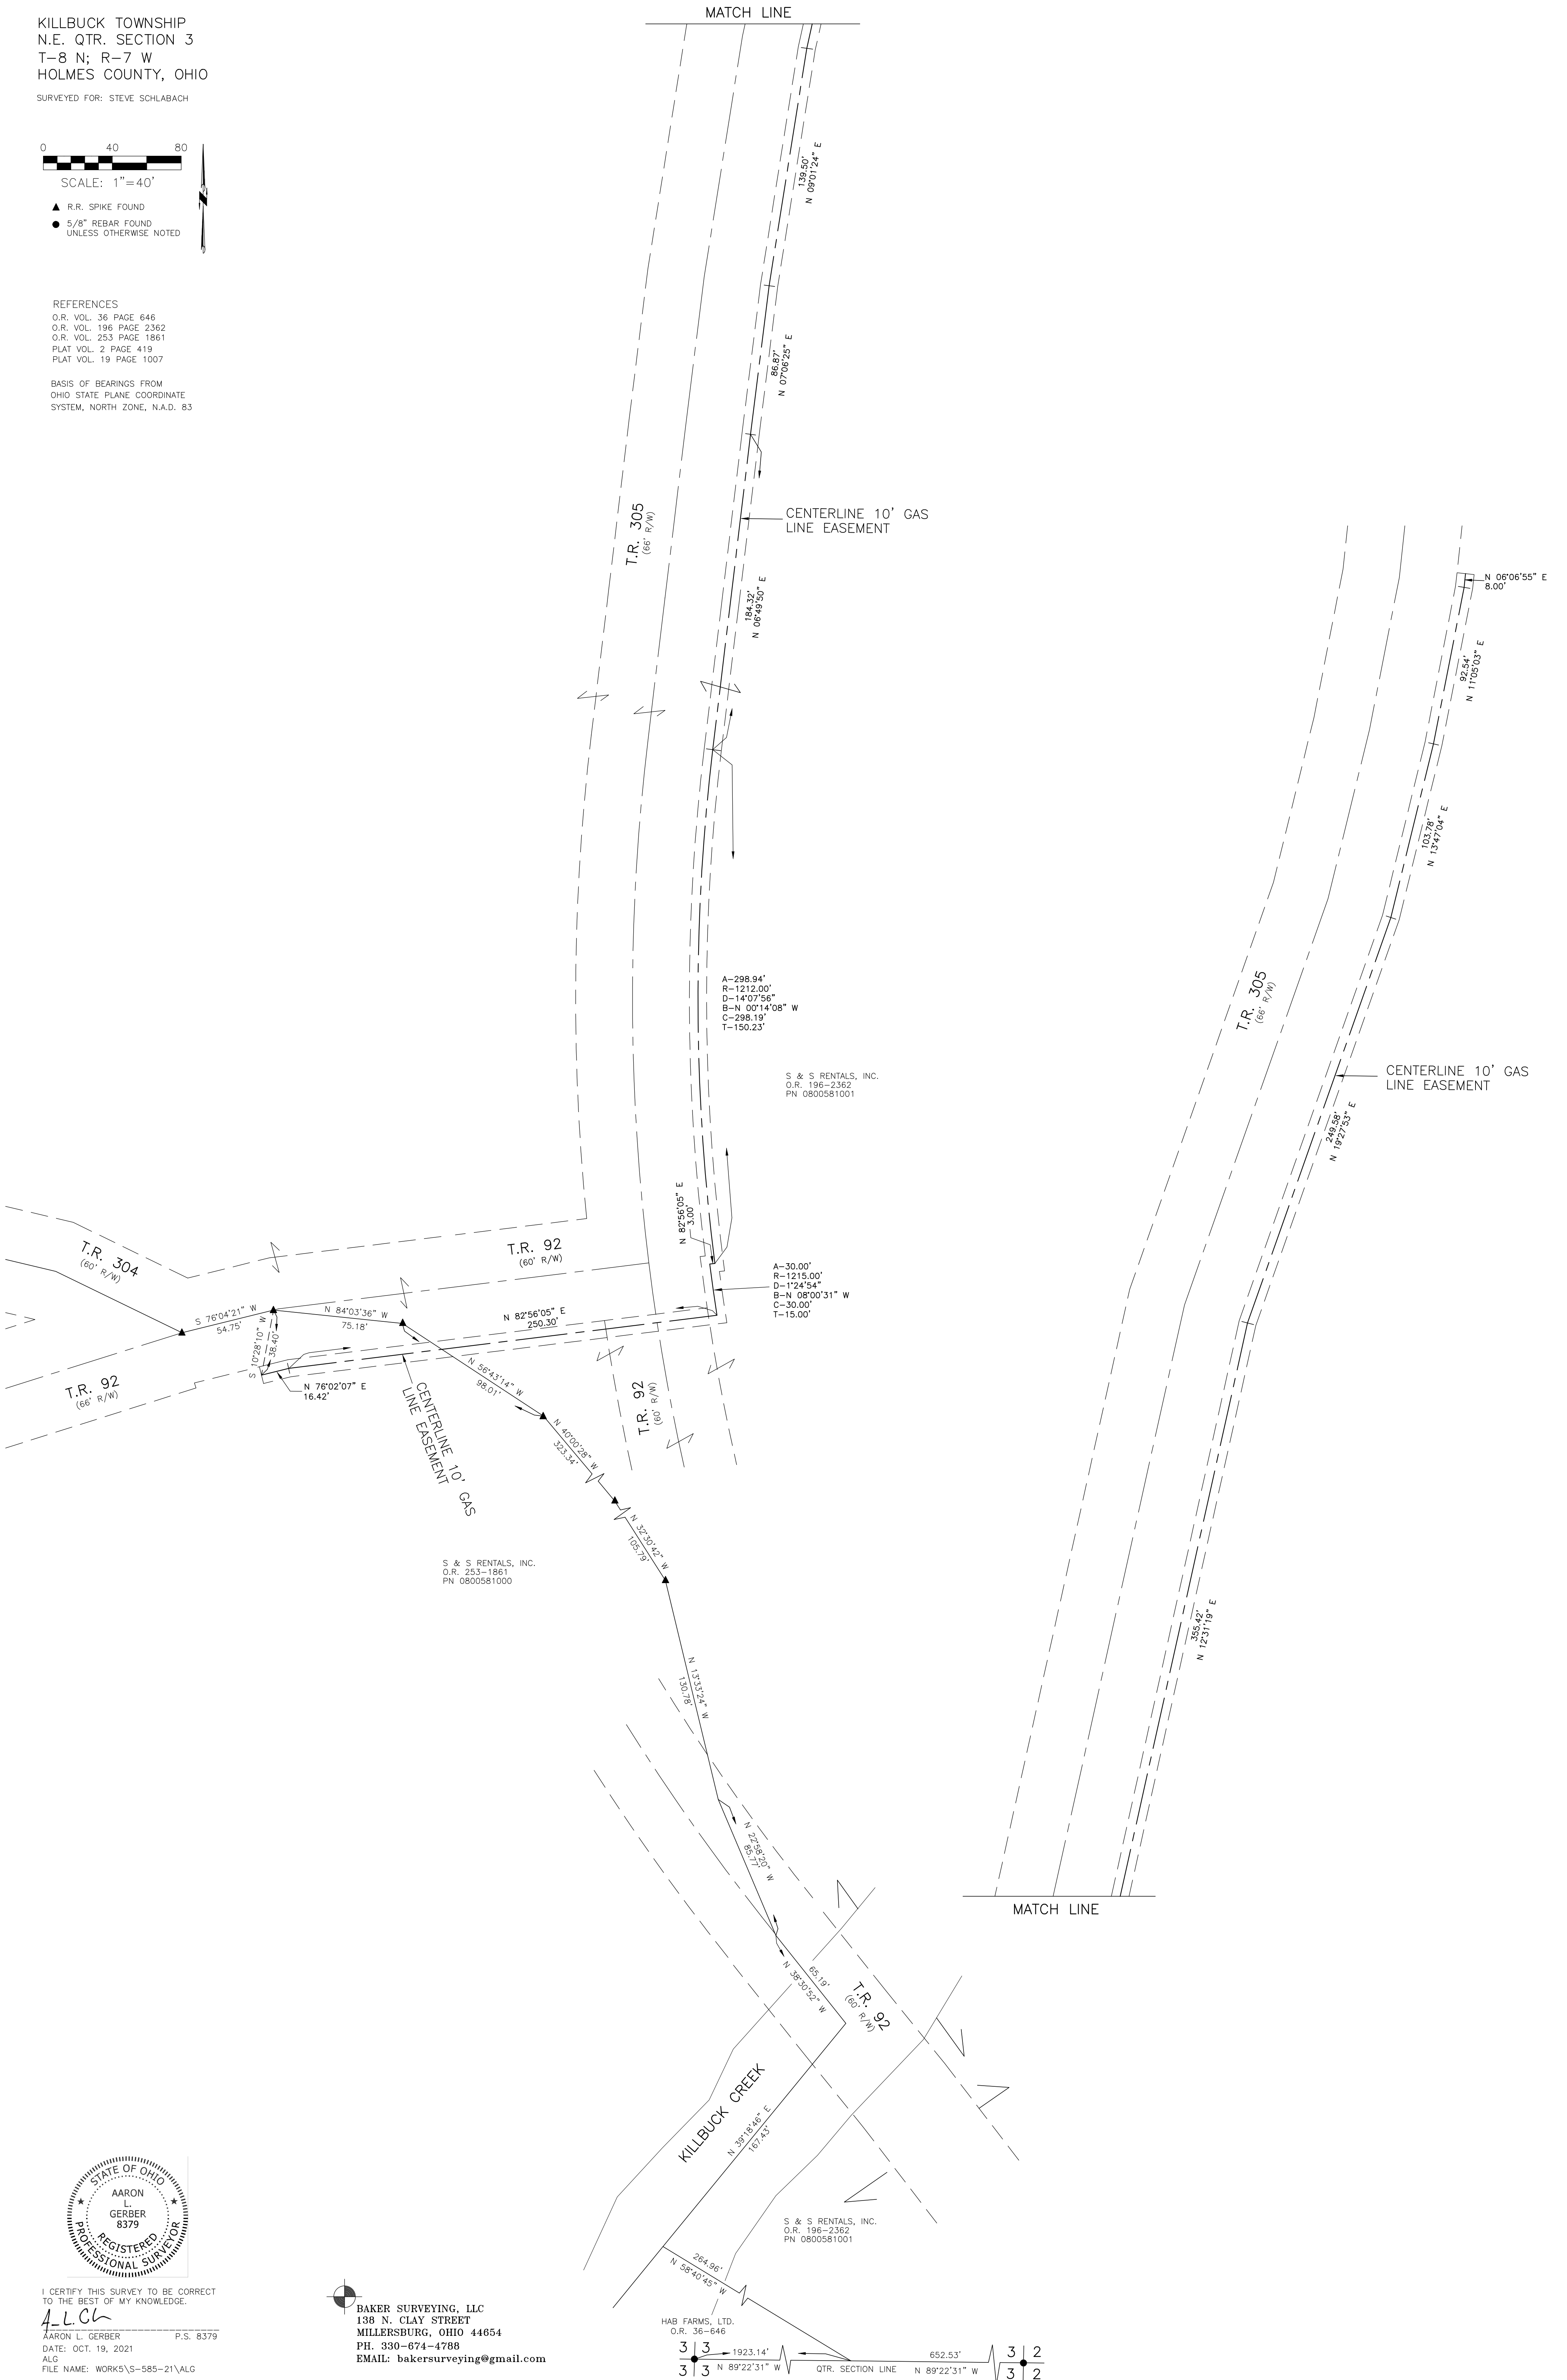 KILLBUCK TOWNSHIP
N.E. QTR. SECTION 3
T-8 N; R-7 W
HOLMES COUNTY, OHIO
SURVEYED FOR: STEVE SCHLABACH
0 40 80
SCALE: 1"=40'
R.R. SPIKE FOUND
5/8" REBAR FOUND
UNLESS OTHERWISE NOTED
REFERENCES
O.R. VOL. 36 PAGE 646
O.R. VOL. 196 PAGE 2362
O.R. VOL. 253 PAGE 1861
PLAT VOL. 2 PAGE 419
PLAT VOL. 19 PAGE 1007
BASIS OF BEARINGS FROM
OHIO STATE PLANE COORDINATE
SYSTEM, NORTH ZONE, N.A.D. 83
MATCH LINE
139.50'
N 09°01'24" E
86.87'
N 07°06'25" E
T.R. 305
(66' R/W)
CENTERLINE 10' GAS
LINE EASEMENT
184.32'
N 06°49'50" E
A-298.94'
R-1212.00'
D-14°07'56"
B-N 00°14'08" W
C-298.19'
T-150.23'
S & S RENTALS, INC.
O.R. 196-2362
PN 0800581001
N 82°56'05" E
3.00'
A-30.00'
R-1215.00'
D-1°24'54"
B-N 08°00'31" W
C-30.00'
T-15.00'
T.R. 304
(60' R/W)
T.R. 92
(60' R/W)
S 76°04'21" W
54.75'
N 84°03'36" W
75.18'
N 82°56'05" E
250.30'
S 10°28'10" W
38.40'
N 76°02'07" E
16.42'
T.R. 92
(66' R/W)
CENTERLINE 10' GAS
LINE EASEMENT
N 56°43'14" W
98.01'
T.R. 92
(60' R/W)
N 40°00'28" W
323.34'
N 32°30'42" W
105.79'
S & S RENTALS, INC.
O.R. 253-1861
PN 0800581000
N 13°33'24" W
130.78'
N 22°58'20" W
85.77'
65.19'
N 38°30'52" W
T.R. 92
(60' R/W)
KILLBUCK CREEK
N 39°18'46" E
167.43'
S & S RENTALS, INC.
O.R. 196-2362
PN 0800581001
264.96'
N 58°40'45" W
HAB FARMS, LTD.
O.R. 36-646
3 3
3 3
1923.14'
N 89°22'31" W
QTR. SECTION LINE
652.53'
N 89°22'31" W
3 2
3 2
N 06°06'55" E
8.00'
92.54'
N 11°05'03" E
103.78'
N 13°47'04" E
T.R. 305
(66' R/W)
CENTERLINE 10' GAS
LINE EASEMENT
249.58'
N 19°27'53" E
355.42'
N 12°31'19" E
MATCH LINE
STATE OF OHIO
AARON
L.
GERBER
8379
REGISTERED
PROFESSIONAL SURVEYOR
I CERTIFY THIS SURVEY TO BE CORRECT
TO THE BEST OF MY KNOWLEDGE.
AARON L. GERBER P.S. 8379
DATE: OCT. 19, 2021
ALG
FILE NAME: WORK5\S-585-21\ALG
BAKER SURVEYING, LLC
138 N. CLAY STREET
MILLERSBURG, OHIO 44654
PH. 330-674-4788
EMAIL: bakersurveying@gmail.com